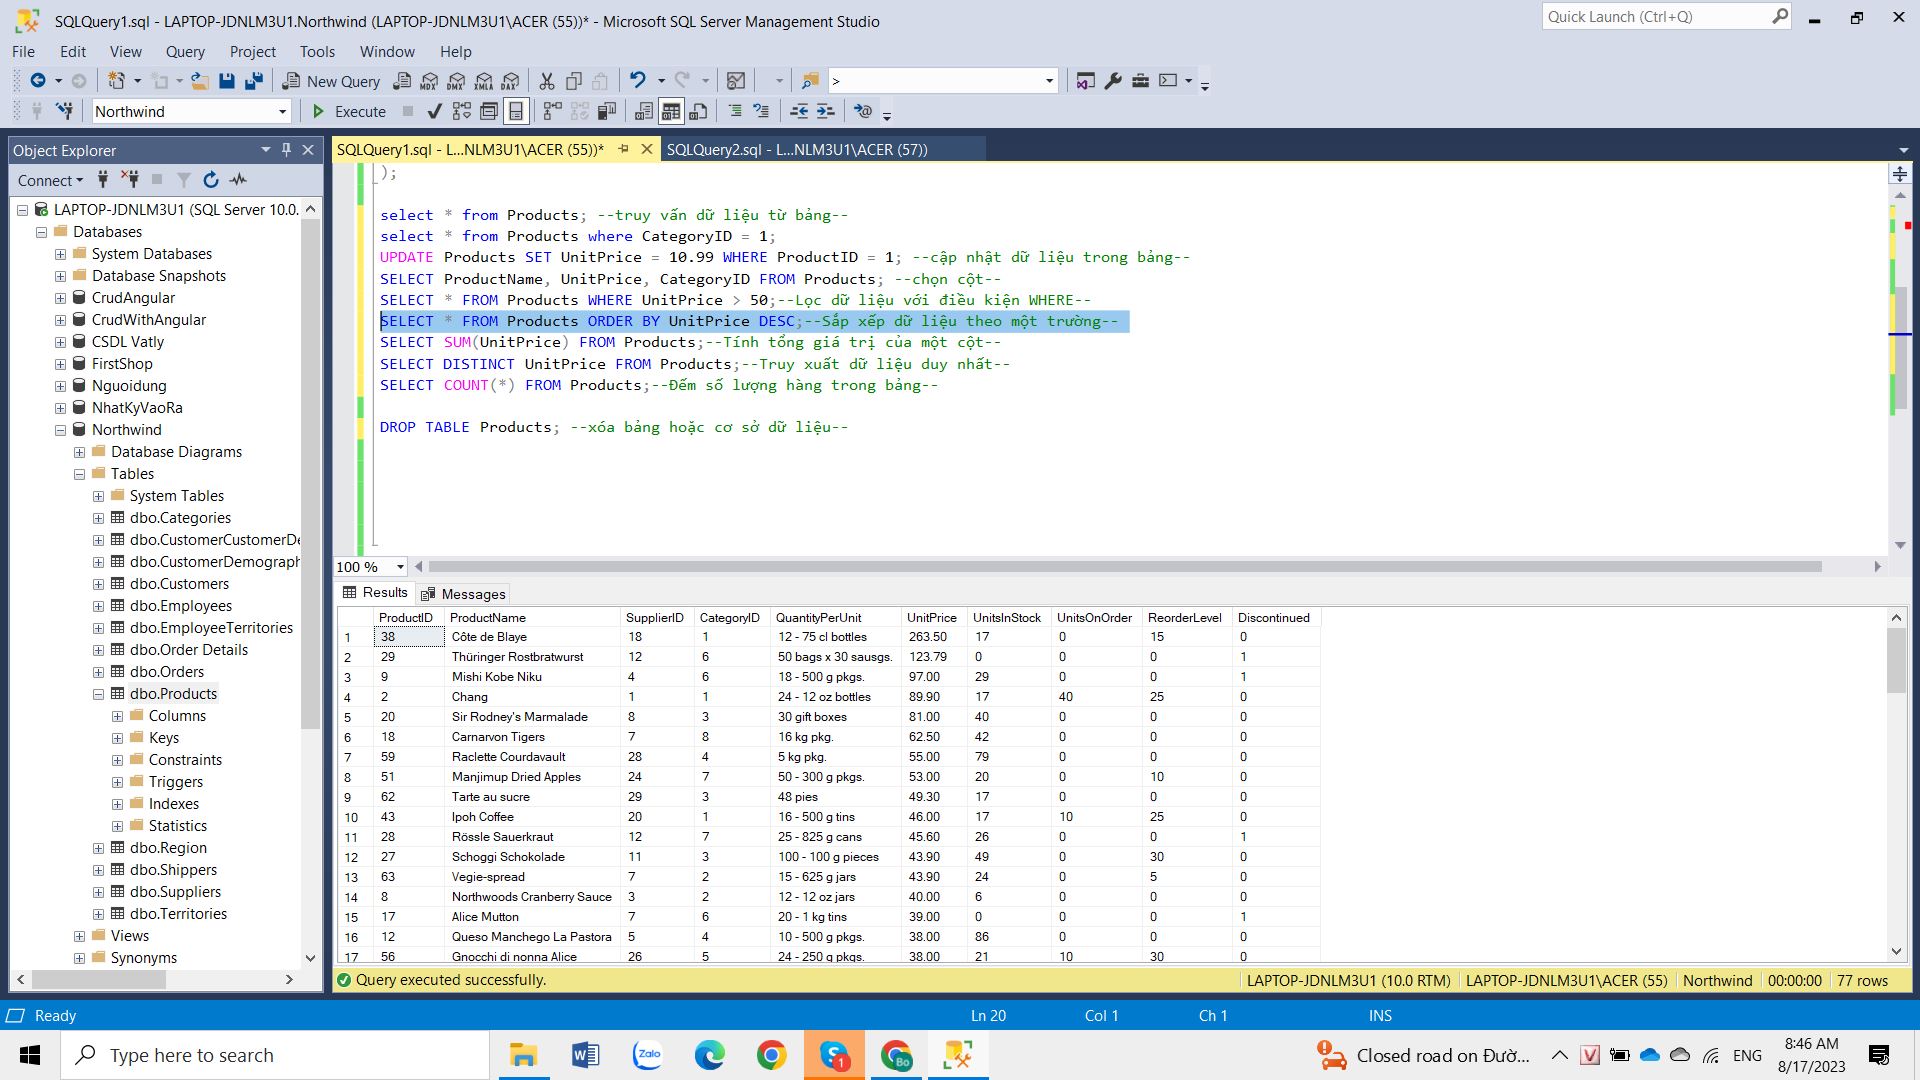 SQLQuery1.sql - LAPTOP-JDNLM3U1.Northwind (LAPTOP-JDNLM3U1\ACER (55))* - Microsoft SQL Server Management Studio
Quick Launch (Ctrl+Q)
File Edit View Query Project Tools Window Help
New Query MDX DMX XMLA DAX >
Northwind Execute
Object Explorer
SQLQuery1.sql - L...NLM3U1\ACER (55))*
SQLQuery2.sql - L...NLM3U1\ACER (57))
Connect
LAPTOP-JDNLM3U1 (SQL Server 10.0.
Databases
System Databases
Database Snapshots
CrudAngular
CrudWithAngular
CSDL Vatly
FirstShop
Nguoidung
NhatKyVaoRa
Northwind
Database Diagrams
Tables
System Tables
dbo.Categories
dbo.CustomerCustomerDe
dbo.CustomerDemograph
dbo.Customers
dbo.Employees
dbo.EmployeeTerritories
dbo.Order Details
dbo.Orders
dbo.Products
Columns
Keys
Constraints
Triggers
Indexes
Statistics
dbo.Region
dbo.Shippers
dbo.Suppliers
dbo.Territories
Views
Synonyms
);
select * from Products; --truy vấn dữ liệu từ bảng--
select * from Products where CategoryID = 1;
UPDATE Products SET UnitPrice = 10.99 WHERE ProductID = 1; --cập nhật dữ liệu trong bảng--
SELECT ProductName, UnitPrice, CategoryID FROM Products; --chọn cột--
SELECT * FROM Products WHERE UnitPrice > 50;--Lọc dữ liệu với điều kiện WHERE--
SELECT * FROM Products ORDER BY UnitPrice DESC;--Sắp xếp dữ liệu theo một trường--
SELECT SUM(UnitPrice) FROM Products;--Tính tổng giá trị của một cột--
SELECT DISTINCT UnitPrice FROM Products;--Truy xuất dữ liệu duy nhất--
SELECT COUNT(*) FROM Products;--Đếm số lượng hàng trong bảng--
DROP TABLE Products; --xóa bảng hoặc cơ sở dữ liệu--
100 %
Results Messages
ProductID ProductName SupplierID CategoryID QuantityPerUnit UnitPrice UnitsInStock UnitsOnOrder ReorderLevel Discontinued
1 38 Côte de Blaye 18 1 12 - 75 cl bottles 263.50 17 0 15 0
2 29 Thüringer Rostbratwurst 12 6 50 bags x 30 sausgs. 123.79 0 0 0 1
3 9 Mishi Kobe Niku 4 6 18 - 500 g pkgs. 97.00 29 0 0 1
4 2 Chang 1 1 24 - 12 oz bottles 89.90 17 40 25 0
5 20 Sir Rodney's Marmalade 8 3 30 gift boxes 81.00 40 0 0 0
6 18 Carnarvon Tigers 7 8 16 kg pkg. 62.50 42 0 0 0
7 59 Raclette Courdavault 28 4 5 kg pkg. 55.00 79 0 0 0
8 51 Manjimup Dried Apples 24 7 50 - 300 g pkgs. 53.00 20 0 10 0
9 62 Tarte au sucre 29 3 48 pies 49.30 17 0 0 0
10 43 Ipoh Coffee 20 1 16 - 500 g tins 46.00 17 10 25 0
11 28 Rössle Sauerkraut 12 7 25 - 825 g cans 45.60 26 0 0 1
12 27 Schoggi Schokolade 11 3 100 - 100 g pieces 43.90 49 0 30 0
13 63 Vegie-spread 7 2 15 - 625 g jars 43.90 24 0 5 0
14 8 Northwoods Cranberry Sauce 3 2 12 - 12 oz jars 40.00 6 0 0 0
15 17 Alice Mutton 7 6 20 - 1 kg tins 39.00 0 0 0 1
16 12 Queso Manchego La Pastora 5 4 10 - 500 g pkgs. 38.00 86 0 0 0
17 56 Gnocchi di nonna Alice 26 5 24 - 250 g pkgs. 38.00 21 10 30 0
Query executed successfully. LAPTOP-JDNLM3U1 (10.0 RTM) LAPTOP-JDNLM3U1\ACER (55) Northwind 00:00:00 77 rows
Ready Ln 20 Col 1 Ch 1 INS
Type here to search
Zalo
1
Bo
Closed road on Đườ...
V
ENG
8:46 AM
8/17/2023